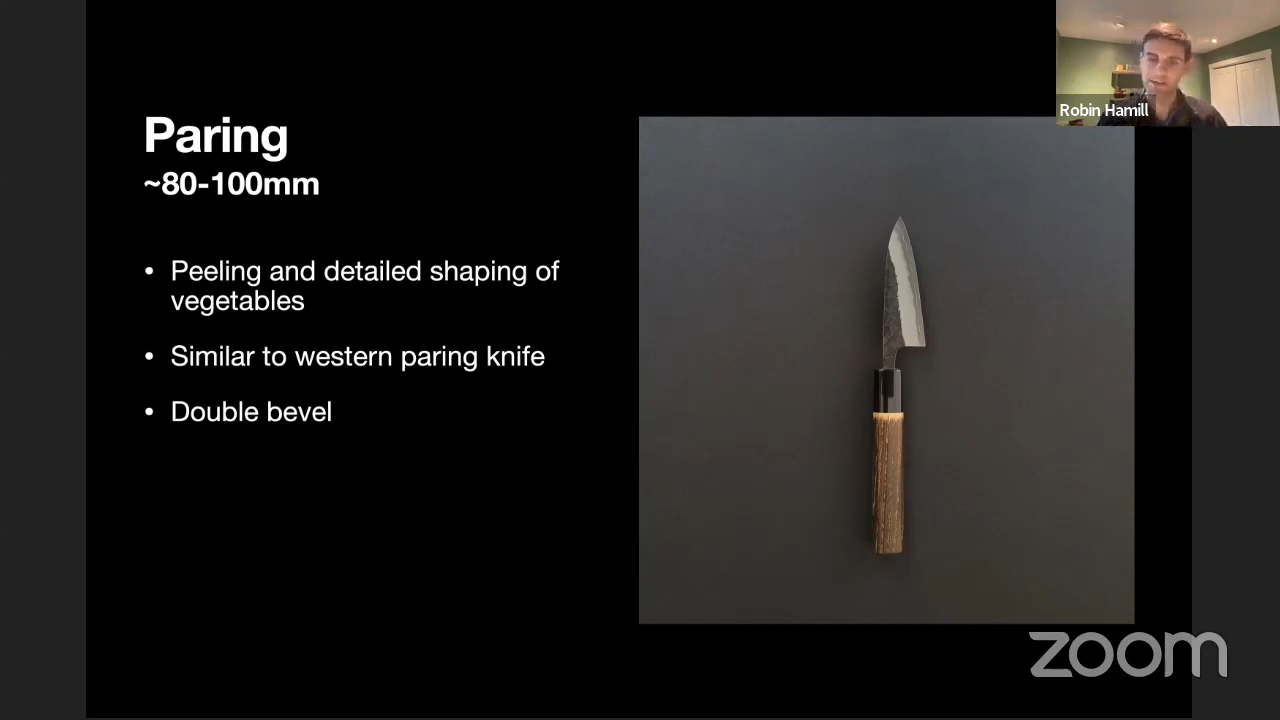 Robin Hamill
Paring
~80-100mm
• Peeling and detailed shaping of
vegetables
• Similar to western paring knife
• Double bevel
zoom